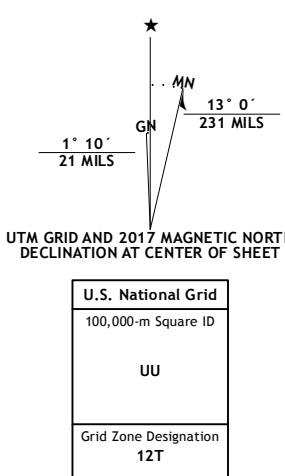 ★
MN
13° 0´
231 MILS
GN
1° 10´
21 MILS
UTM GRID AND 2017 MAGNETIC NORT
DECLINATION AT CENTER OF SHEET
U.S. National Grid
100,000-m Square ID
UU
Grid Zone Designation
12T